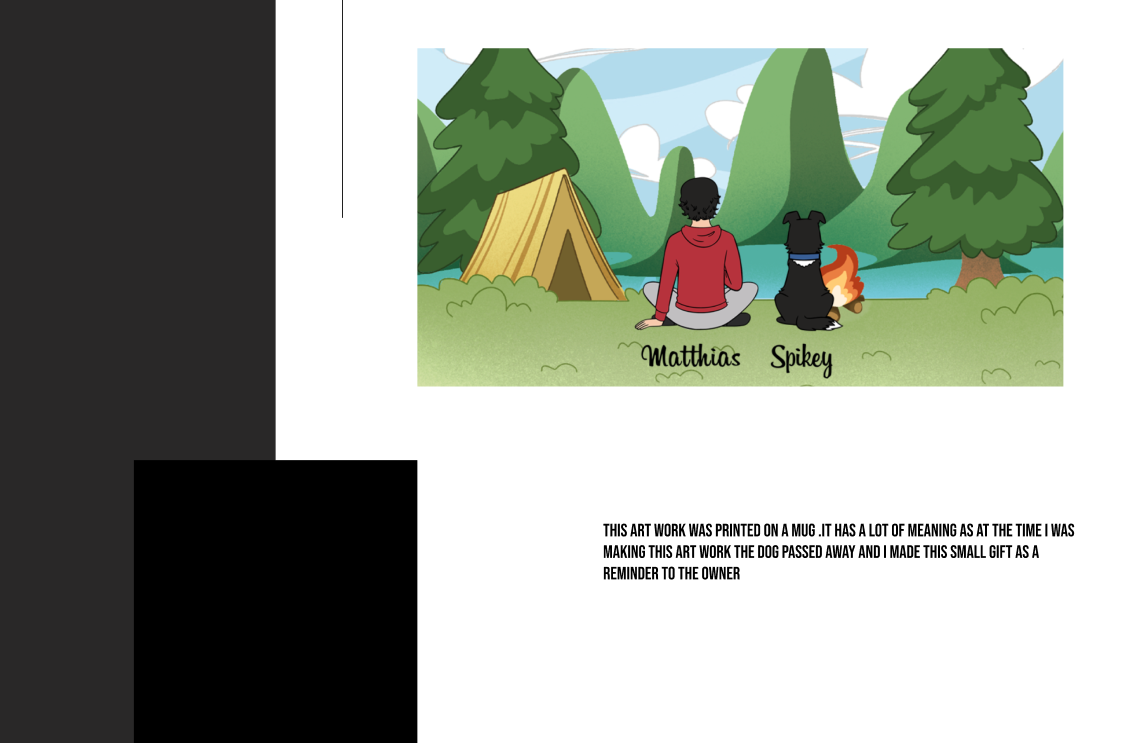 Matthias Spikey
THIS ART WORK WAS PRINTED ON A MUG .IT HAS A LOT OF MEANING AS AT THE TIME I WAS
MAKING THIS ART WORK THE DOG PASSED AWAY AND I MADE THIS SMALL GIFT AS A
REMINDER TO THE OWNER